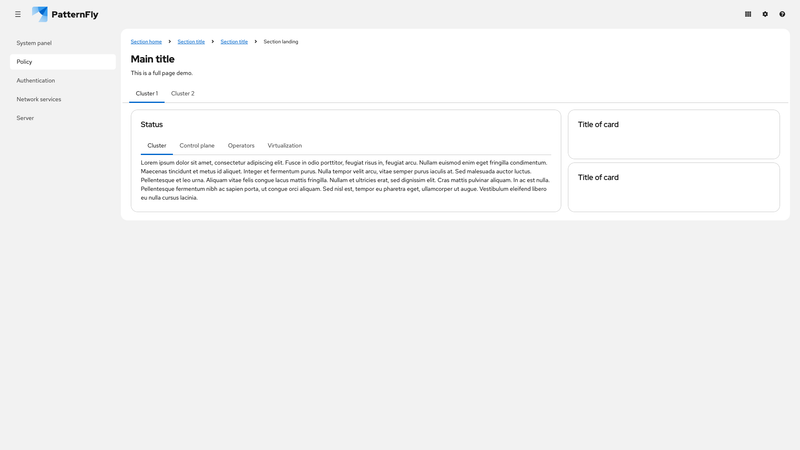 PatternFly
System panel
Policy
Authentication
Network services
Server
Section home Section title Section title Section landing
Main title
This is a full page demo.
Cluster 1 Cluster 2
Status
Cluster Control plane Operators Virtualization
Lorem ipsum dolor sit amet, consectetur adipiscing elit. Fusce in odio porttitor, feugiat risus in, feugiat arcu. Nullam euismod enim eget fringilla condimentum.
Maecenas tincidunt et metus id aliquet. Integer et fermentum purus. Nulla tempor velit arcu, vitae semper purus iaculis at. Sed malesuada auctor luctus.
Pellentesque et leo urna. Aliquam vitae felis congue lacus mattis fringilla. Nullam et ultricies erat, sed dignissim elit. Cras mattis pulvinar aliquam. In ac est nulla.
Pellentesque fermentum nibh ac sapien porta, ut congue orci aliquam. Sed nisl est, tempor eu pharetra eget, ullamcorper ut augue. Vestibulum eleifend libero
eu nulla cursus lacinia.
Title of card
Title of card